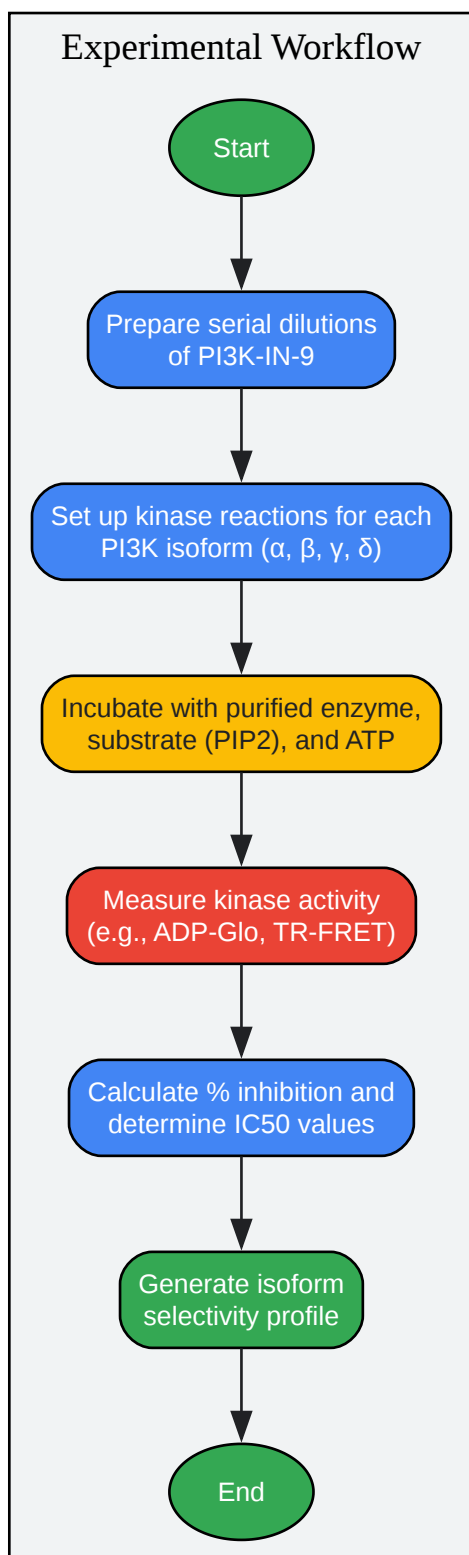 Experimental Workflow
Start
Prepare serial dilutions
of PI3K-IN-9
Set up kinase reactions for each
PI3K isoform (α, β, γ, δ)
Incubate with purified enzyme,
substrate (PIP2), and ATP
Measure kinase activity
(e.g., ADP-Glo, TR-FRET)
Calculate % inhibition and
determine IC50 values
Generate isoform
selectivity profile
End